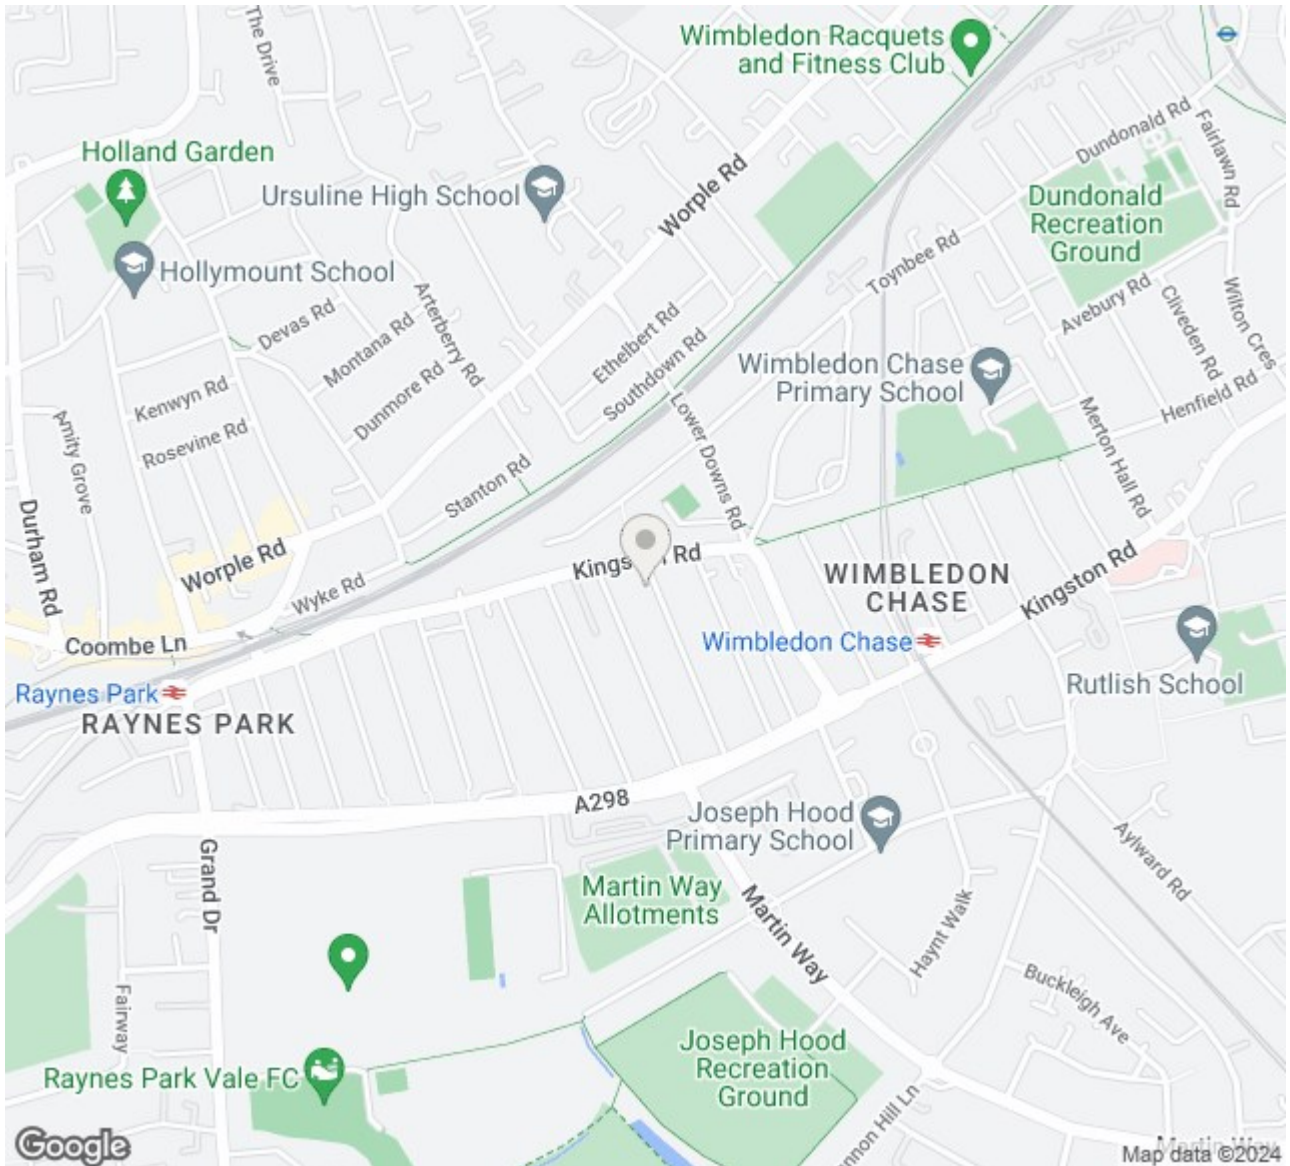 The Drive
Wimbledon Racquets
and Fitness Club
Holland Garden
Ursuline High School
Worple Rd
Dundonald Rd
Fairlawn Rd
Dundonald
Recreation
Ground
Hollymount School
Toynbee Rd
Devas Rd
Montana Rd
Arterberry Rd
Ethelbert Rd
Southdown Rd
Avebury Rd
Cliveden Rd
Wilton Cres
Wimbledon Chase
Primary School
Kenwyn Rd
Dunmore Rd
Rosevine Rd
Amity Grove
Lower Downs Rd
Merton Hall Rd
Henfield Rd
Stanton Rd
Durham Rd
Worple Rd
Wyke Rd
Rd
WIMBLEDON
CHASE
Kingston Rd
Coombe Ln
Wimbledon Chase
Raynes Park
RAYNES PARK
Rutlish School
A298
Joseph Hood
Primary School
Aylward Rd
Grand Dr
Martin Way
Allotments
Martin Way
Haynt Walk
Fairway
Buckleigh Ave
Joseph Hood
Recreation
Ground
Raynes Park Vale FC
Hill Ln
Google
Map data ©2024